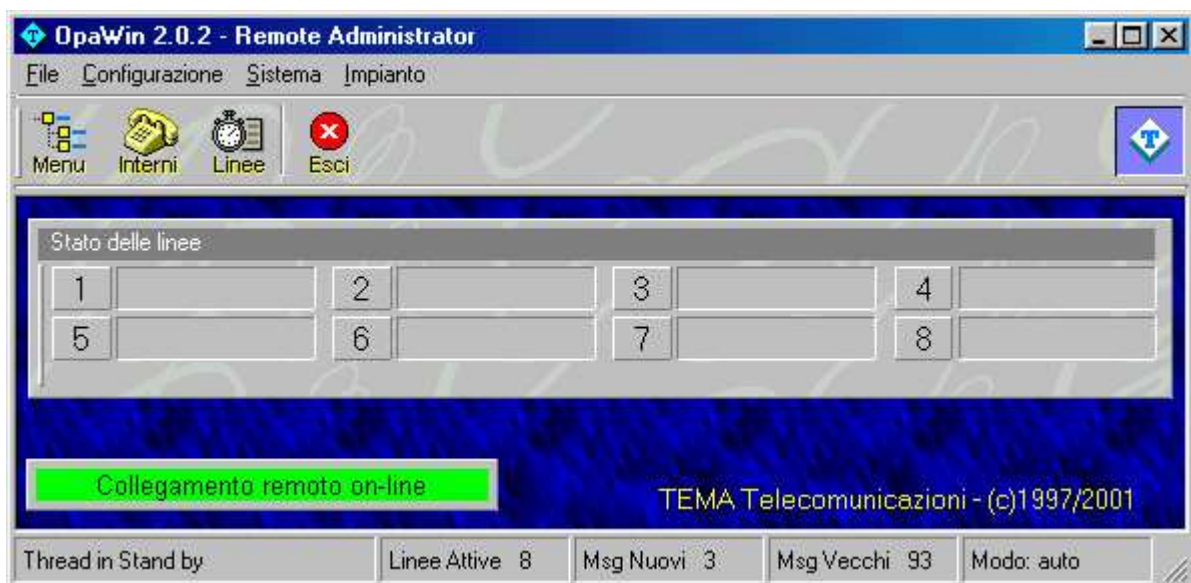 OpaWin 2.0.2 - Remote Administrator
File Configurazione Sistema Impianto
Menu Interni Linee Esci
T
Stato delle linee
1 2 3 4
5 6 7 8
Collegamento remoto on-line
TEMA Telecomunicazioni - (c)1997/2001
Thread in Stand by Linee Attive 8 Msg Nuovi 3 Msg Vecchi 93 Modo: auto